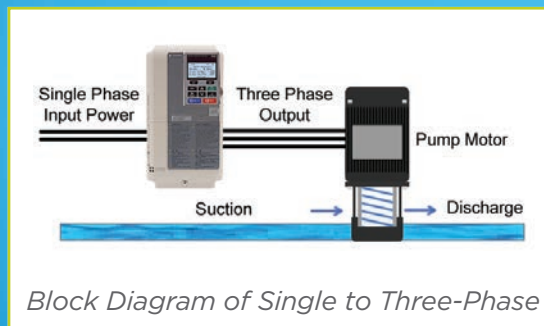 Single Phase
Input Power
Three Phase
Output
Pump Motor
Suction
Discharge
Block Diagram of Single to Three-Phase